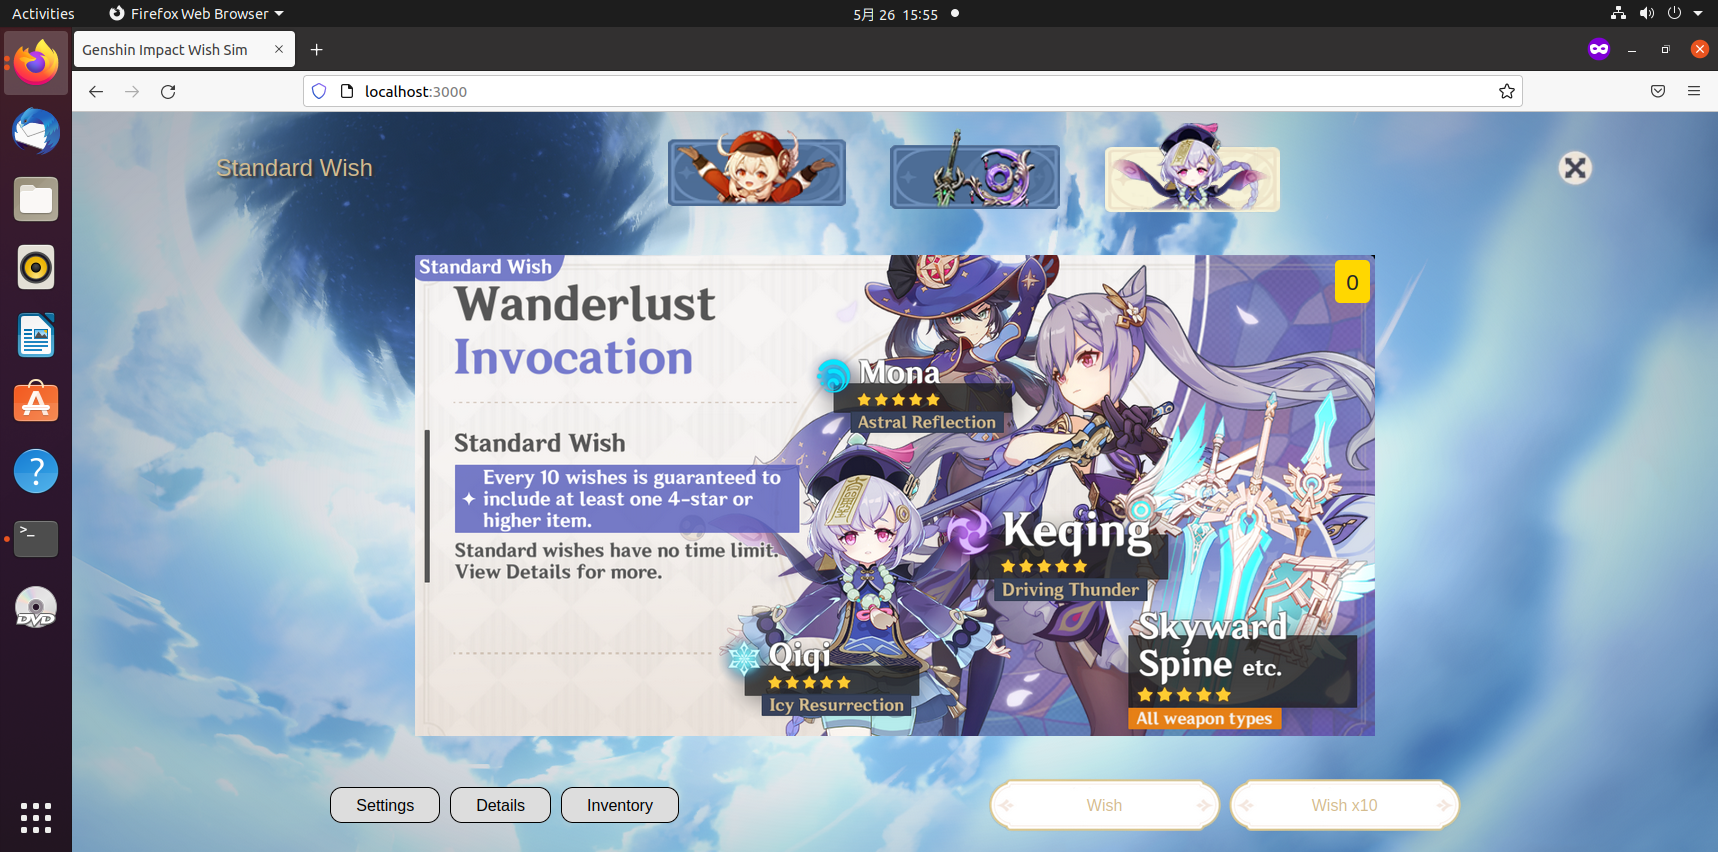 Activities
Firefox Web Browser
5月 26 15:55
Genshin Impact Wish Sim
localhost:3000
Standard Wish
Standard Wish
0
Wanderlust
Invocation
Mona
Astral Reflection
Standard Wish
Every 10 wishes is guaranteed to
include at least one 4-star or
higher item.
Standard wishes have no time limit.
View Details for more.
Keqing
Driving Thunder
Qiqi
Icy Resurrection
Skyward
Spine etc.
All weapon types
Settings
Details
Inventory
Wish
Wish x10
>_
?
DVD